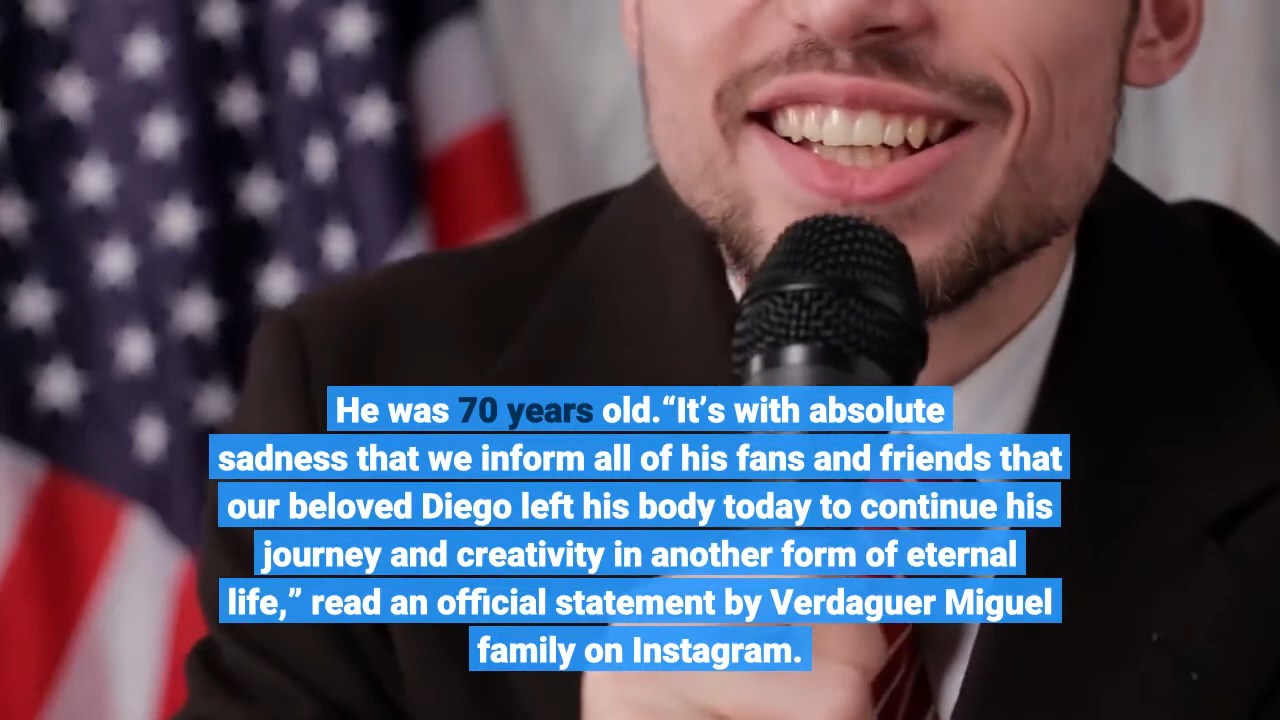 He was 70 years old.“It’s with absolute
sadness that we inform all of his fans and friends that
our beloved Diego left his body today to continue his
journey and creativity in another form of eternal
life,” read an official statement by Verdaguer Miguel
family on Instagram.